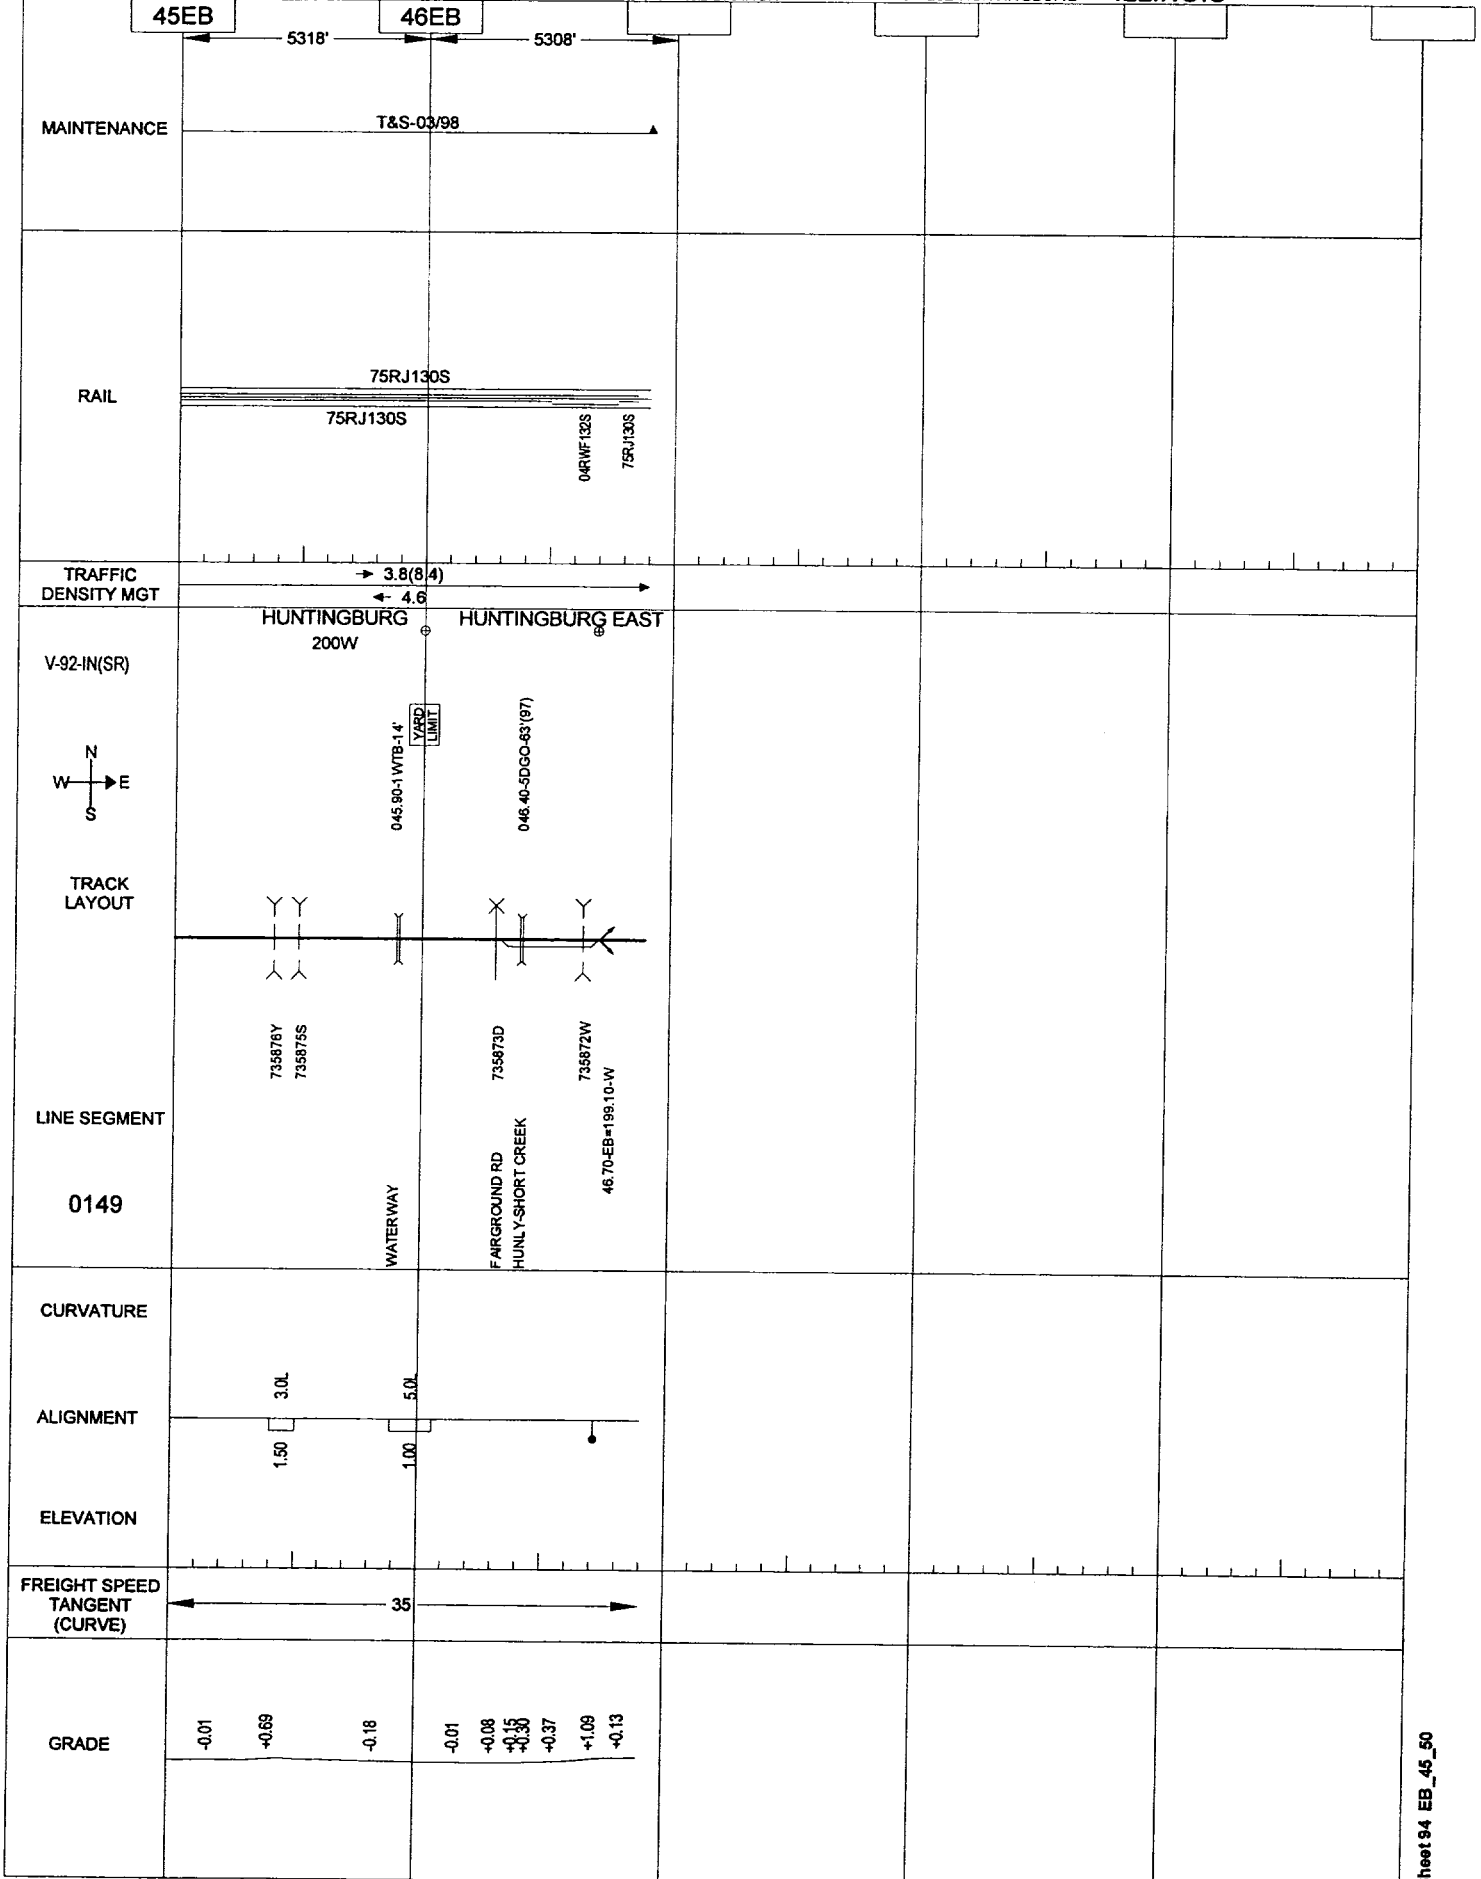 45EB
46EB
5318'
5308'
MAINTENANCE
T&S-03/98
RAIL
75RJ130S
75RJ130S
04RWF132S
75RJ130S
TRAFFIC
DENSITY MGT
3.8(8.4)
4.6
HUNTINGBURG
HUNTINGBURG EAST
200W
V-92-IN(SR)
045.90-1WTB-14'
YARD
LIMIT
046.40-5DGO-63'(97)
N
W E
S
TRACK
LAYOUT
735876Y
735875S
735873D
735872W
46.70-EB=199.10-W
LINE SEGMENT
0149
WATERWAY
FAIRGROUND RD
HUNLY-SHORT CREEK
CURVATURE
3.0L
5.0L
ALIGNMENT
1.50
1.00
ELEVATION
FREIGHT SPEED
TANGENT
(CURVE)
35
GRADE
-0.01
+0.69
-0.18
-0.01
+0.08
+0.15
+0.30
+0.37
+1.09
+0.13
heet 94 EB_45_50